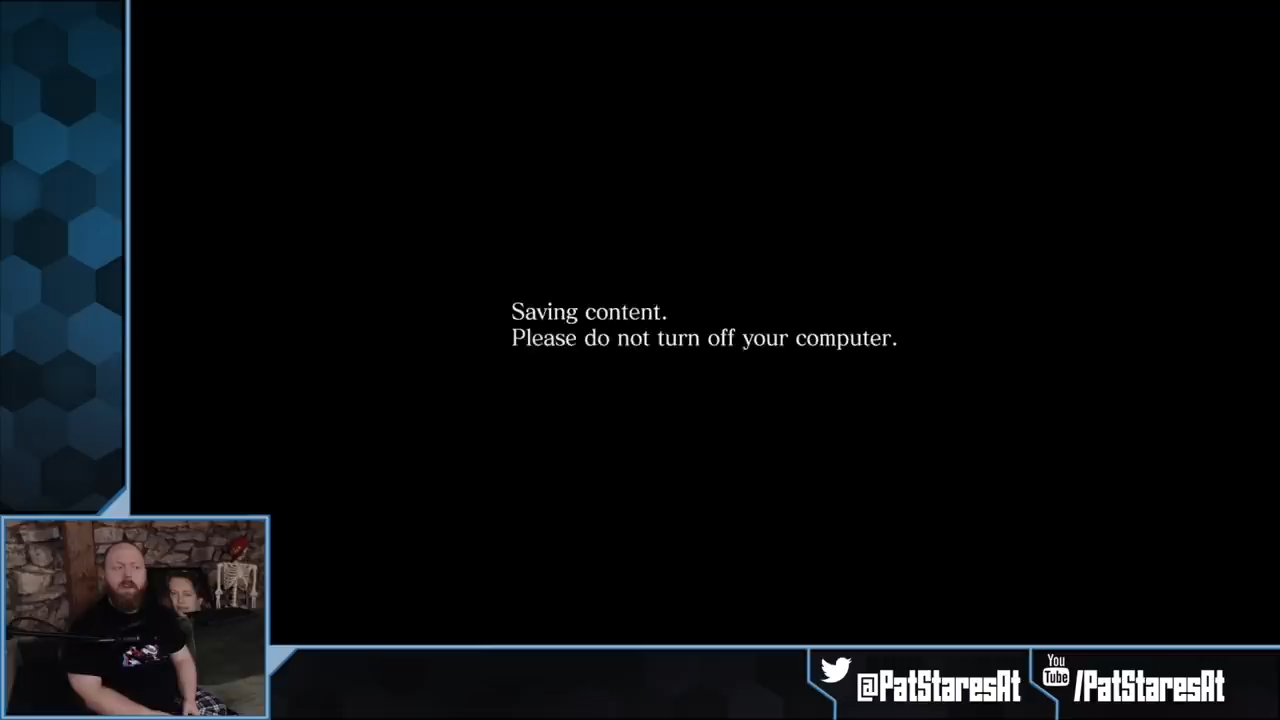 Saving content.
Please do not turn off your computer.
@PatStaresAt
You Tube /PatStaresAt